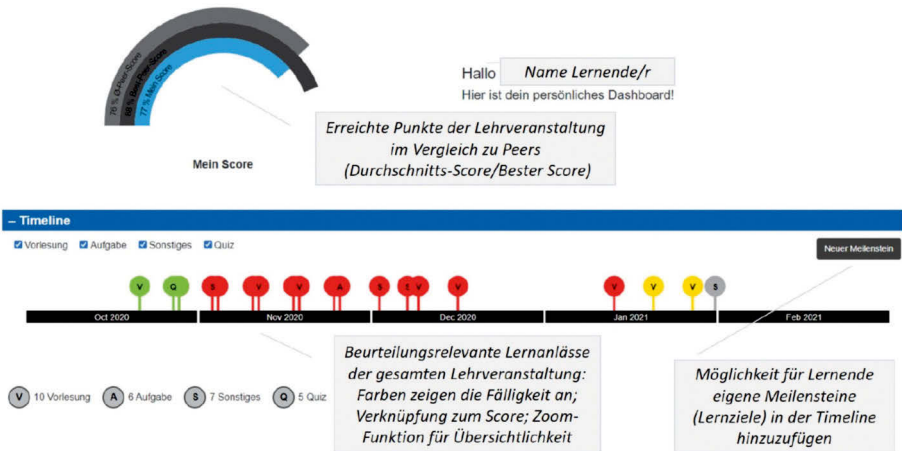 76 % Ø-Peer-Score
88 % Best-Peer-Score
77 % Mein Score
Mein Score
Hallo Name Lernende/r
Hier ist dein persönliches Dashboard!
Erreichte Punkte der Lehrveranstaltung
im Vergleich zu Peers
(Durchschnitts-Score/Bester Score)
– Timeline
Vorlesung Aufgabe Sonstiges Quiz
Neuer Meilenstein
V Q S V V A S S V V V V V S
Oct 2020 Nov 2020 Dec 2020 Jan 2021 Feb 2021
Beurteilungsrelevante Lernanlässe
der gesamten Lehrveranstaltung:
Farben zeigen die Fälligkeit an;
Verknüpfung zum Score; Zoom-
Funktion für Übersichtlichkeit
Möglichkeit für Lernende
eigene Meilensteine
(Lernziele) in der Timeline
hinzuzufügen
V 10 Vorlesung A 6 Aufgabe S 7 Sonstiges Q 5 Quiz